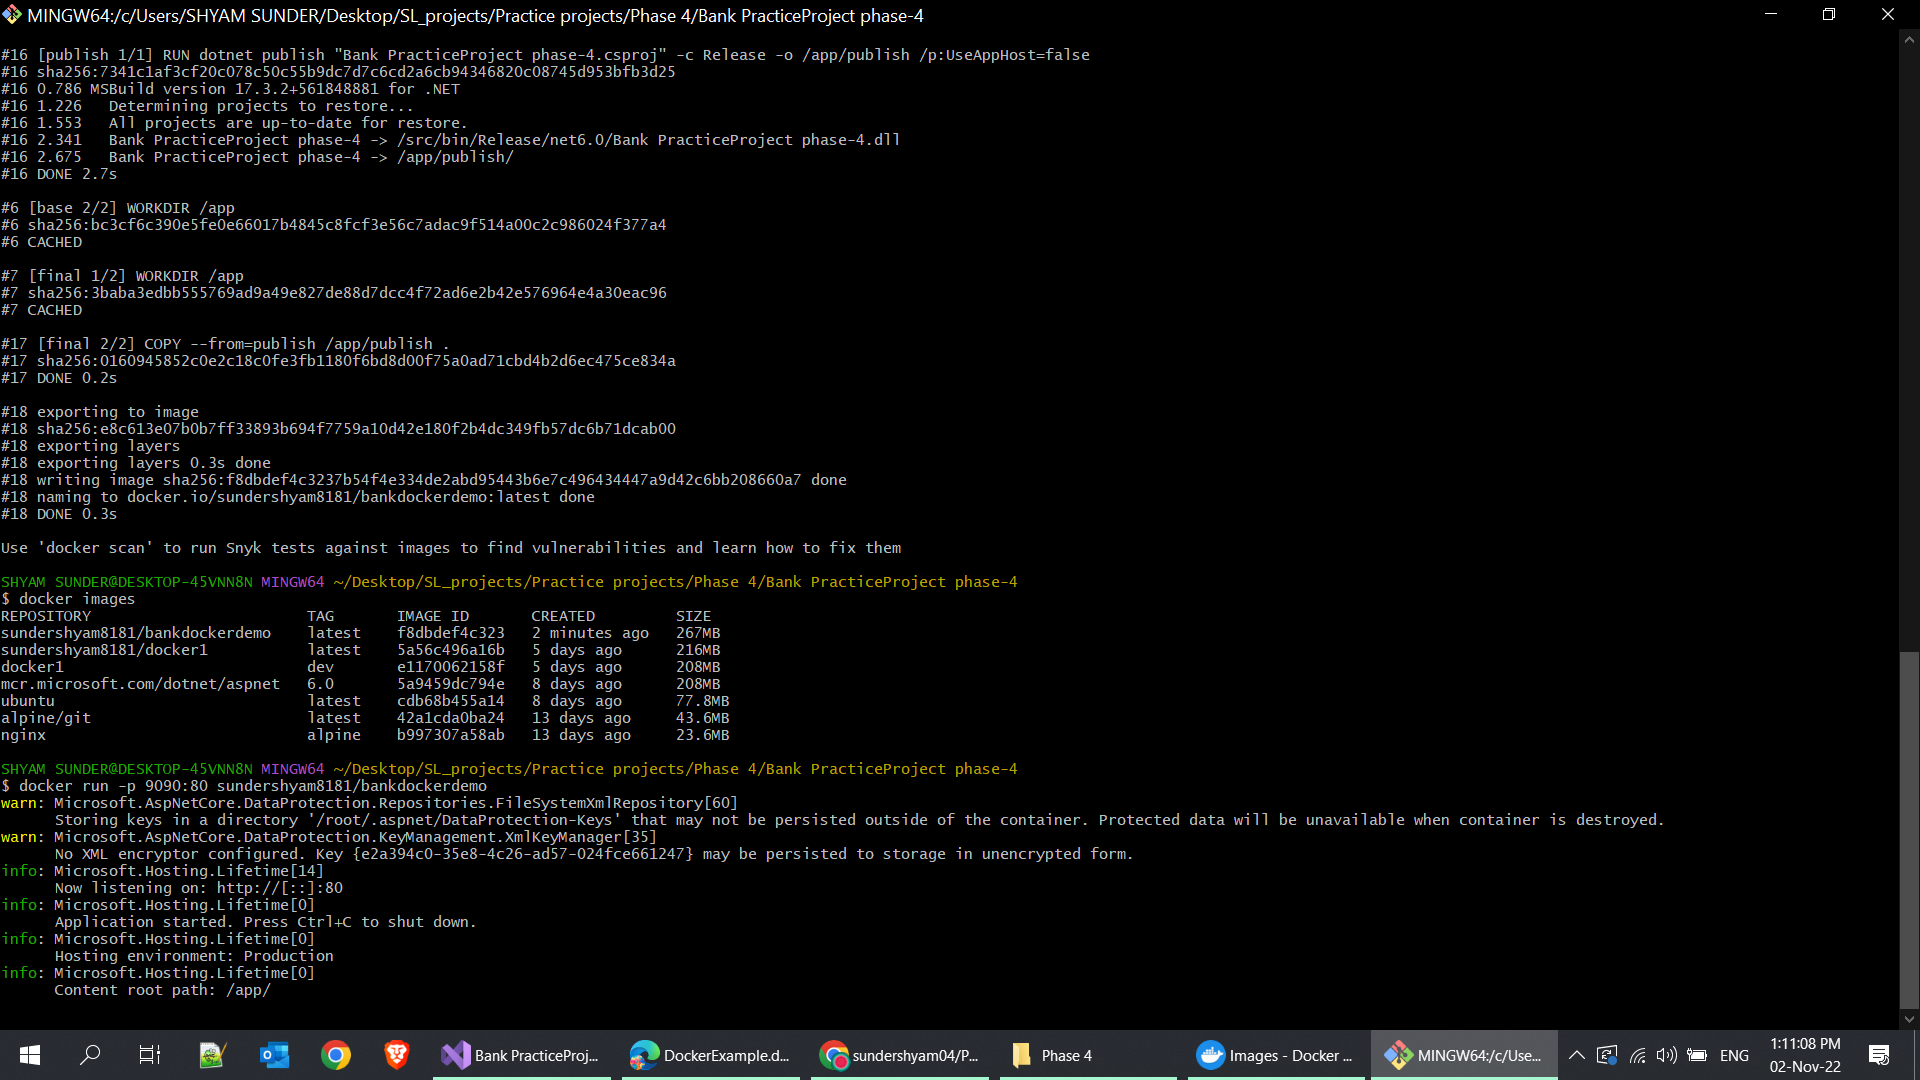 MINGW64:/c/Users/SHYAM SUNDER/Desktop/SL_projects/Practice projects/Phase 4/Bank PracticeProject phase-4
#16 [publish 1/1] RUN dotnet publish "Bank PracticeProject phase-4.csproj" -c Release -o /app/publish /p:UseAppHost=false
#16 sha256:7341c1af3cf20c078c50c55b9dc7d7c6cd2a6cb94346820c08745d953bfb3d25
#16 0.786 MSBuild version 17.3.2+561848881 for .NET
#16 1.226   Determining projects to restore...
#16 1.553   All projects are up-to-date for restore.
#16 2.341   Bank PracticeProject phase-4 -> /src/bin/Release/net6.0/Bank PracticeProject phase-4.dll
#16 2.675   Bank PracticeProject phase-4 -> /app/publish/
#16 DONE 2.7s
#6 [base 2/2] WORKDIR /app
#6 sha256:bc3cf6c390e5fe0e66017b4845c8fcf3e56c7adac9f514a00c2c986024f377a4
#6 CACHED
#7 [final 1/2] WORKDIR /app
#7 sha256:3baba3edbb555769ad9a49e827de88d7dcc4f72ad6e2b42e576964e4a30eac96
#7 CACHED
#17 [final 2/2] COPY --from=publish /app/publish .
#17 sha256:0160945852c0e2c18c0fe3fb1180f6bd8d00f75a0ad71cbd4b2d6ec475ce834a
#17 DONE 0.2s
#18 exporting to image
#18 sha256:e8c613e07b0b7ff33893b694f7759a10d42e180f2b4dc349fb57dc6b71dcab00
#18 exporting layers
#18 exporting layers 0.3s done
#18 writing image sha256:f8dbdef4c3237b54f4e334de2abd95443b6e7c496434447a9d42c6bb208660a7 done
#18 naming to docker.io/sundershyam8181/bankdockerdemo:latest done
#18 DONE 0.3s
Use 'docker scan' to run Snyk tests against images to find vulnerabilities and learn how to fix them
SHYAM SUNDER@DESKTOP-45VNN8N MINGW64 ~/Desktop/SL_projects/Practice projects/Phase 4/Bank PracticeProject phase-4
$ docker images
REPOSITORY TAG IMAGE ID CREATED SIZE
sundershyam8181/bankdockerdemo latest f8dbdef4c323 2 minutes ago 267MB
sundershyam8181/docker1 latest 5a56c496a16b 5 days ago 216MB
docker1 dev e1170062158f 5 days ago 208MB
mcr.microsoft.com/dotnet/aspnet 6.0 5a9459dc794e 8 days ago 208MB
ubuntu latest cdb68b455a14 8 days ago 77.8MB
alpine/git latest 42a1cda0ba24 13 days ago 43.6MB
nginx alpine b997307a58ab 13 days ago 23.6MB
SHYAM SUNDER@DESKTOP-45VNN8N MINGW64 ~/Desktop/SL_projects/Practice projects/Phase 4/Bank PracticeProject phase-4
$ docker run -p 9090:80 sundershyam8181/bankdockerdemo
warn: Microsoft.AspNetCore.DataProtection.Repositories.FileSystemXmlRepository[60]
Storing keys in a directory '/root/.aspnet/DataProtection-Keys' that may not be persisted outside of the container. Protected data will be unavailable when container is destroyed.
warn: Microsoft.AspNetCore.DataProtection.KeyManagement.XmlKeyManager[35]
No XML encryptor configured. Key {e2a394c0-35e8-4c26-ad57-024fce661247} may be persisted to storage in unencrypted form.
info: Microsoft.Hosting.Lifetime[14]
Now listening on: http://[::]:80
info: Microsoft.Hosting.Lifetime[0]
Application started. Press Ctrl+C to shut down.
info: Microsoft.Hosting.Lifetime[0]
Hosting environment: Production
info: Microsoft.Hosting.Lifetime[0]
Content root path: /app/
Bank PracticeProj...
DockerExample.d...
sundershyam04/P...
Phase 4
Images - Docker ...
MINGW64:/c/Use...
ENG
1:11:08 PM
02-Nov-22